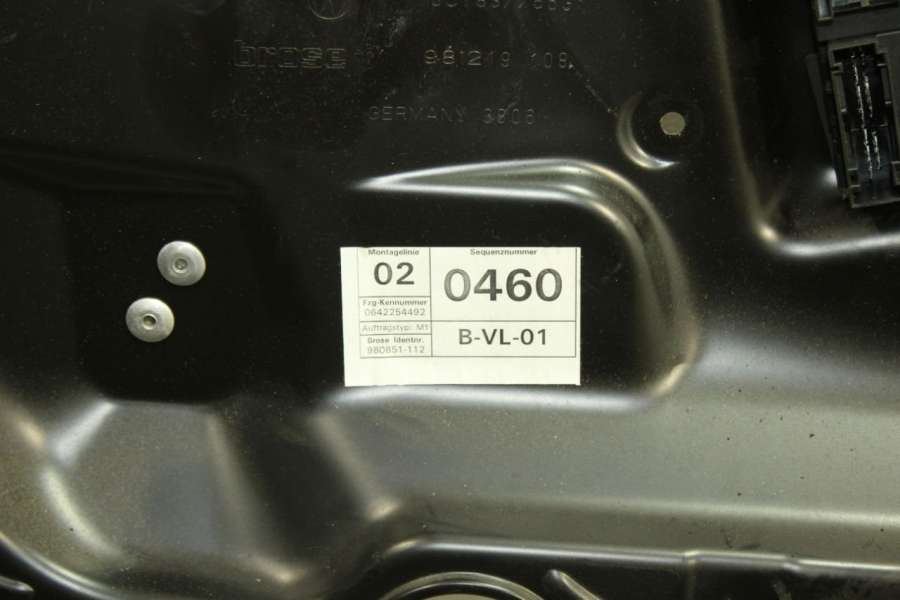 brose 981219 108
GERMANY 3906
Montagelinie
02
Sequenznummer
0460
Fzg-Kennummer
0642254492
Auftragstyp: M1
Brose Identnr.
980851-112
B-VL-01